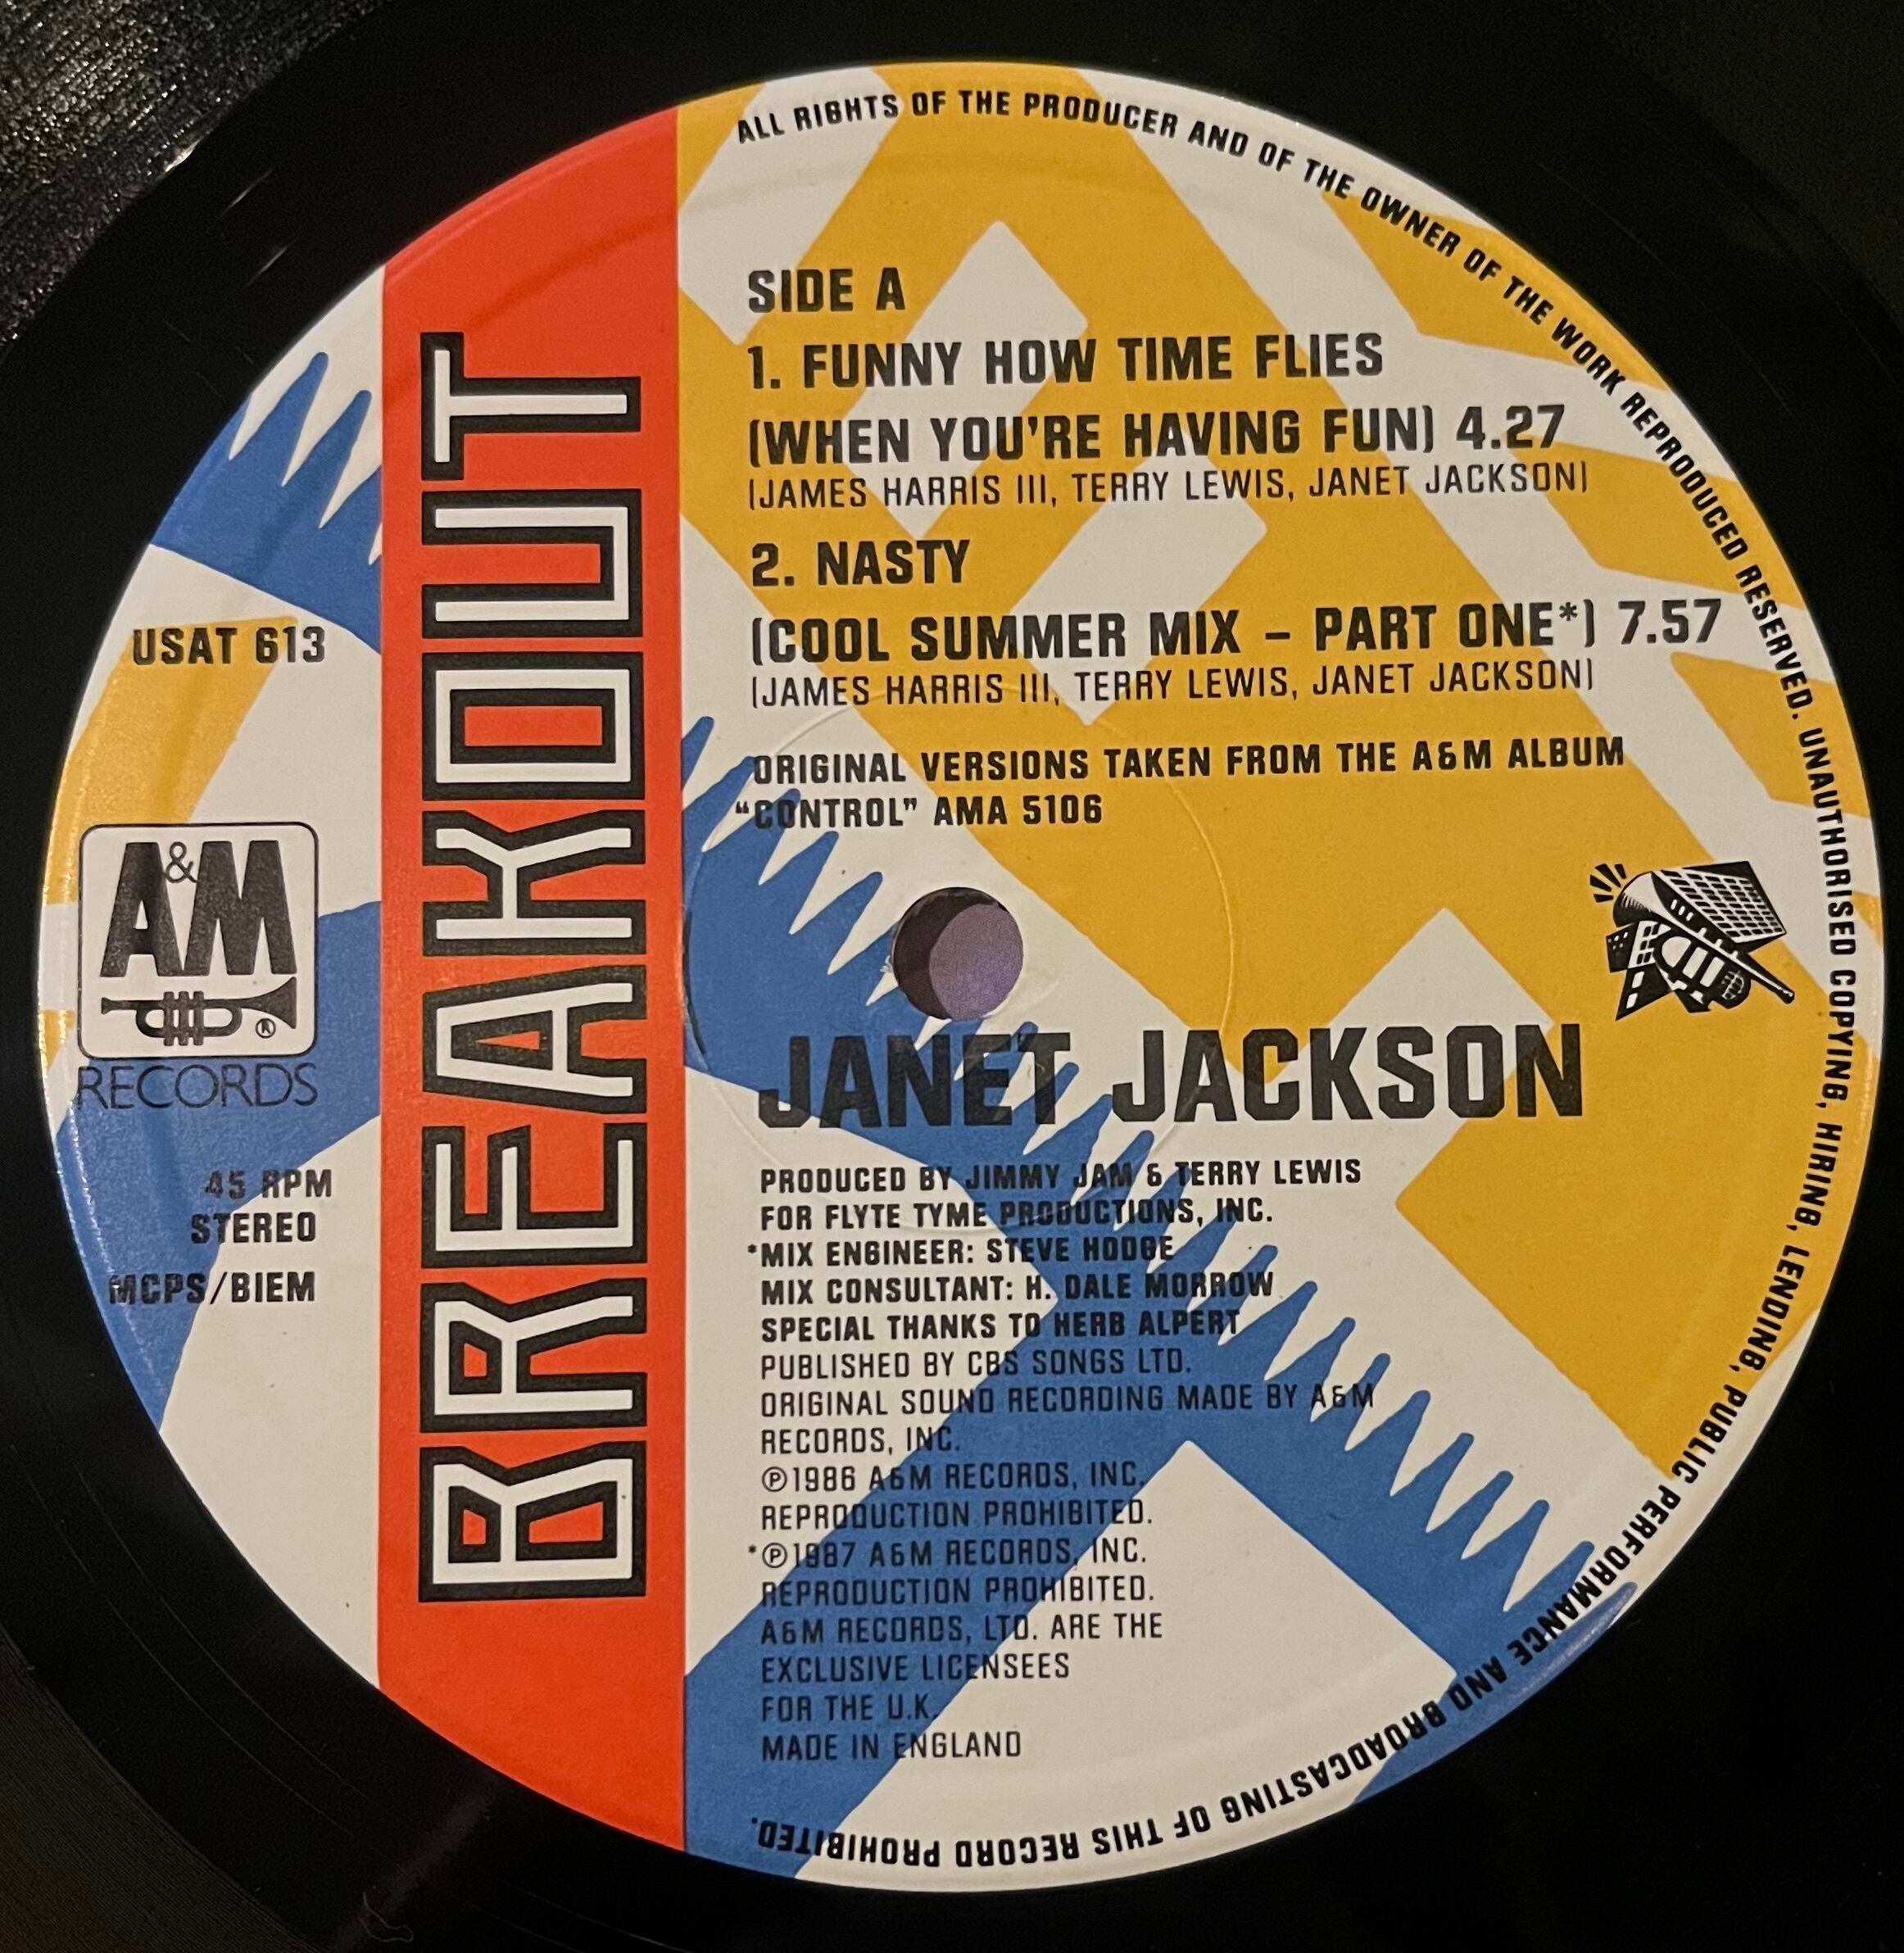 ALL RIGHTS OF THE PRODUCER AND OF THE OWNER OF THE WORK REPRODUCED RESERVED. UNAUTHORISED COPYING, HIRING, LENDING, PUBLIC PERFORMANCE AND BROADCASTING OF THIS RECORD PROHIBITED.
BREAKOUT
USAT 613
A&M
®
RECORDS
45 RPM
STEREO
MCPS/BIEM
SIDE A
1. FUNNY HOW TIME FLIES
(WHEN YOU'RE HAVING FUN) 4.27
(JAMES HARRIS III, TERRY LEWIS, JANET JACKSON)
2. NASTY
(COOL SUMMER MIX – PART ONE*) 7.57
(JAMES HARRIS III, TERRY LEWIS, JANET JACKSON)
ORIGINAL VERSIONS TAKEN FROM THE A&M ALBUM
“CONTROL” AMA 5106
JANET JACKSON
PRODUCED BY JIMMY JAM & TERRY LEWIS
FOR FLYTE TYME PRODUCTIONS, INC.
*MIX ENGINEER: STEVE HODGE
MIX CONSULTANT: H. DALE MORROW
SPECIAL THANKS TO HERB ALPERT
PUBLISHED BY CBS SONGS LTD.
ORIGINAL SOUND RECORDING MADE BY A&M
RECORDS, INC.
℗1986 A&M RECORDS, INC.
REPRODUCTION PROHIBITED.
*℗1987 A&M RECORDS, INC.
REPRODUCTION PROHIBITED.
A&M RECORDS, LTD. ARE THE
EXCLUSIVE LICENSEES
FOR THE U.K.
MADE IN ENGLAND